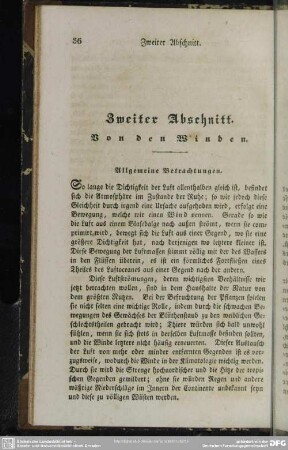 36 Zweiter Abschnitt.
Zweiter Abschnitt.
Von den Winden.
Allgemeine Betrachtungen.
So lange die Dichtigkeit der Luft allenthalben gleich ist, befindet
sich die Atmosphäre im Zustande der Ruhe; so wie jedoch diese
Gleichheit durch irgend eine Ursache aufgehoben wird, erfolgt eine
Bewegung, welche wir einen Wind nennen. Gerade so wie
die Luft aus einem Blasebalge nach außen strömt, wenn sie com-
primirt wird, bewegt sich die Luft aus einer Gegend, wo sie eine
größere Dichtigkeit hat, nach derjenigen wo letztere kleiner ist.
Diese Bewegung der Luftmassen stimmt völlig mit der des Wassers
in den Flüssen überein, es ist ein förmliches Fortfließen eines
Theiles des Luftoceanes aus einer Gegend nach der andern.
Diese Luftströmungen, deren wichtigsten Verhältnisse wir
jetzt betrachten wollen, sind in dem Haushalte der Natur von
dem größten Nutzen. Bei der Befruchtung der Pflanzen spielen
sie nicht selten eine wichtige Rolle, indem durch die schwachen Be-
wegungen des Gewächses der Blüthenstaub zu den weiblichen Ge-
schlechtstheilen gebracht wird; Thiere würden sich bald unwohl
fühlen, wenn sie sich stets in derselben Luftmasse befinden sollten,
und die Winde letztere nicht häufig erneuerten. Dieser Austausch
der Luft von mehr oder minder entfernten Gegenden ist es vor-
zugsweise, wodurch die Winde in der Klimatologie wichtig werden.
Durch sie wird die Strenge hochnordischer und die Hitze der tropi-
schen Gegenden gemildert; ohne sie würden Regen und andere
wäßrige Niederschläge im Innern der Continente unbekannt seyn
und diese zu völligen Wüsten werden.